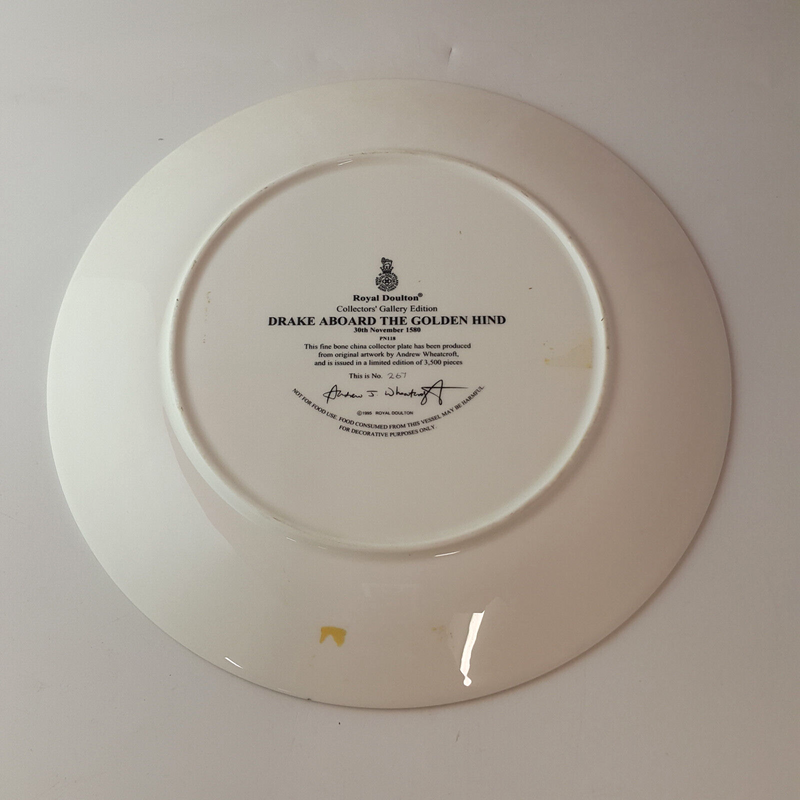 Royal Doulton®
Collectors' Gallery Edition
DRAKE ABOARD THE GOLDEN HIND
30th November 1580
PN118
This fine bone china collector plate has been produced
from original artwork by Andrew Wheatcroft,
and is issued in a limited edition of 3,500 pieces
This is No. 267
Andrew J Wheatcroft
©1995 ROYAL DOULTON
NOT FOR FOOD USE. FOOD CONSUMED FROM THIS VESSEL MAY BE HARMFUL.
FOR DECORATIVE PURPOSES ONLY.